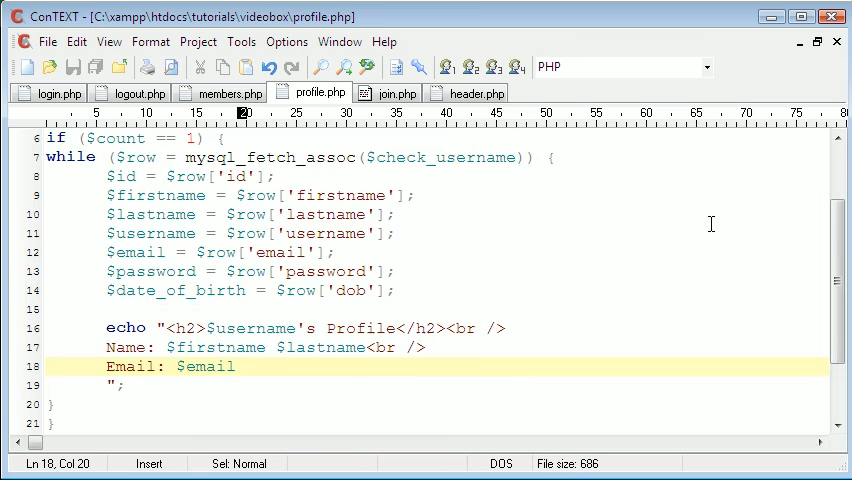 ConTEXT - [C:\xampp\htdocs\tutorials\videobox\profile.php]
File Edit View Format Project Tools Options Window Help
1 2 3 4 PHP
login.php logout.php members.php profile.php join.php header.php
5 10 15 20 25 30 35 40 45 50 55 60 65 70 75 80
6 if ($count == 1) {
7 while ($row = mysql_fetch_assoc($check_username)) {
8 $id = $row['id'];
9 $firstname = $row['firstname'];
10 $lastname = $row['lastname'];
11 $username = $row['username'];
12 $email = $row['email'];
13 $password = $row['password'];
14 $date_of_birth = $row['dob'];
15
16 echo "<h2>$username's Profile</h2><br />
17 Name: $firstname $lastname<br />
18 Email: $email
19 ";
20 }
21 }
Ln 18, Col 20 Insert Sel: Normal DOS File size: 686